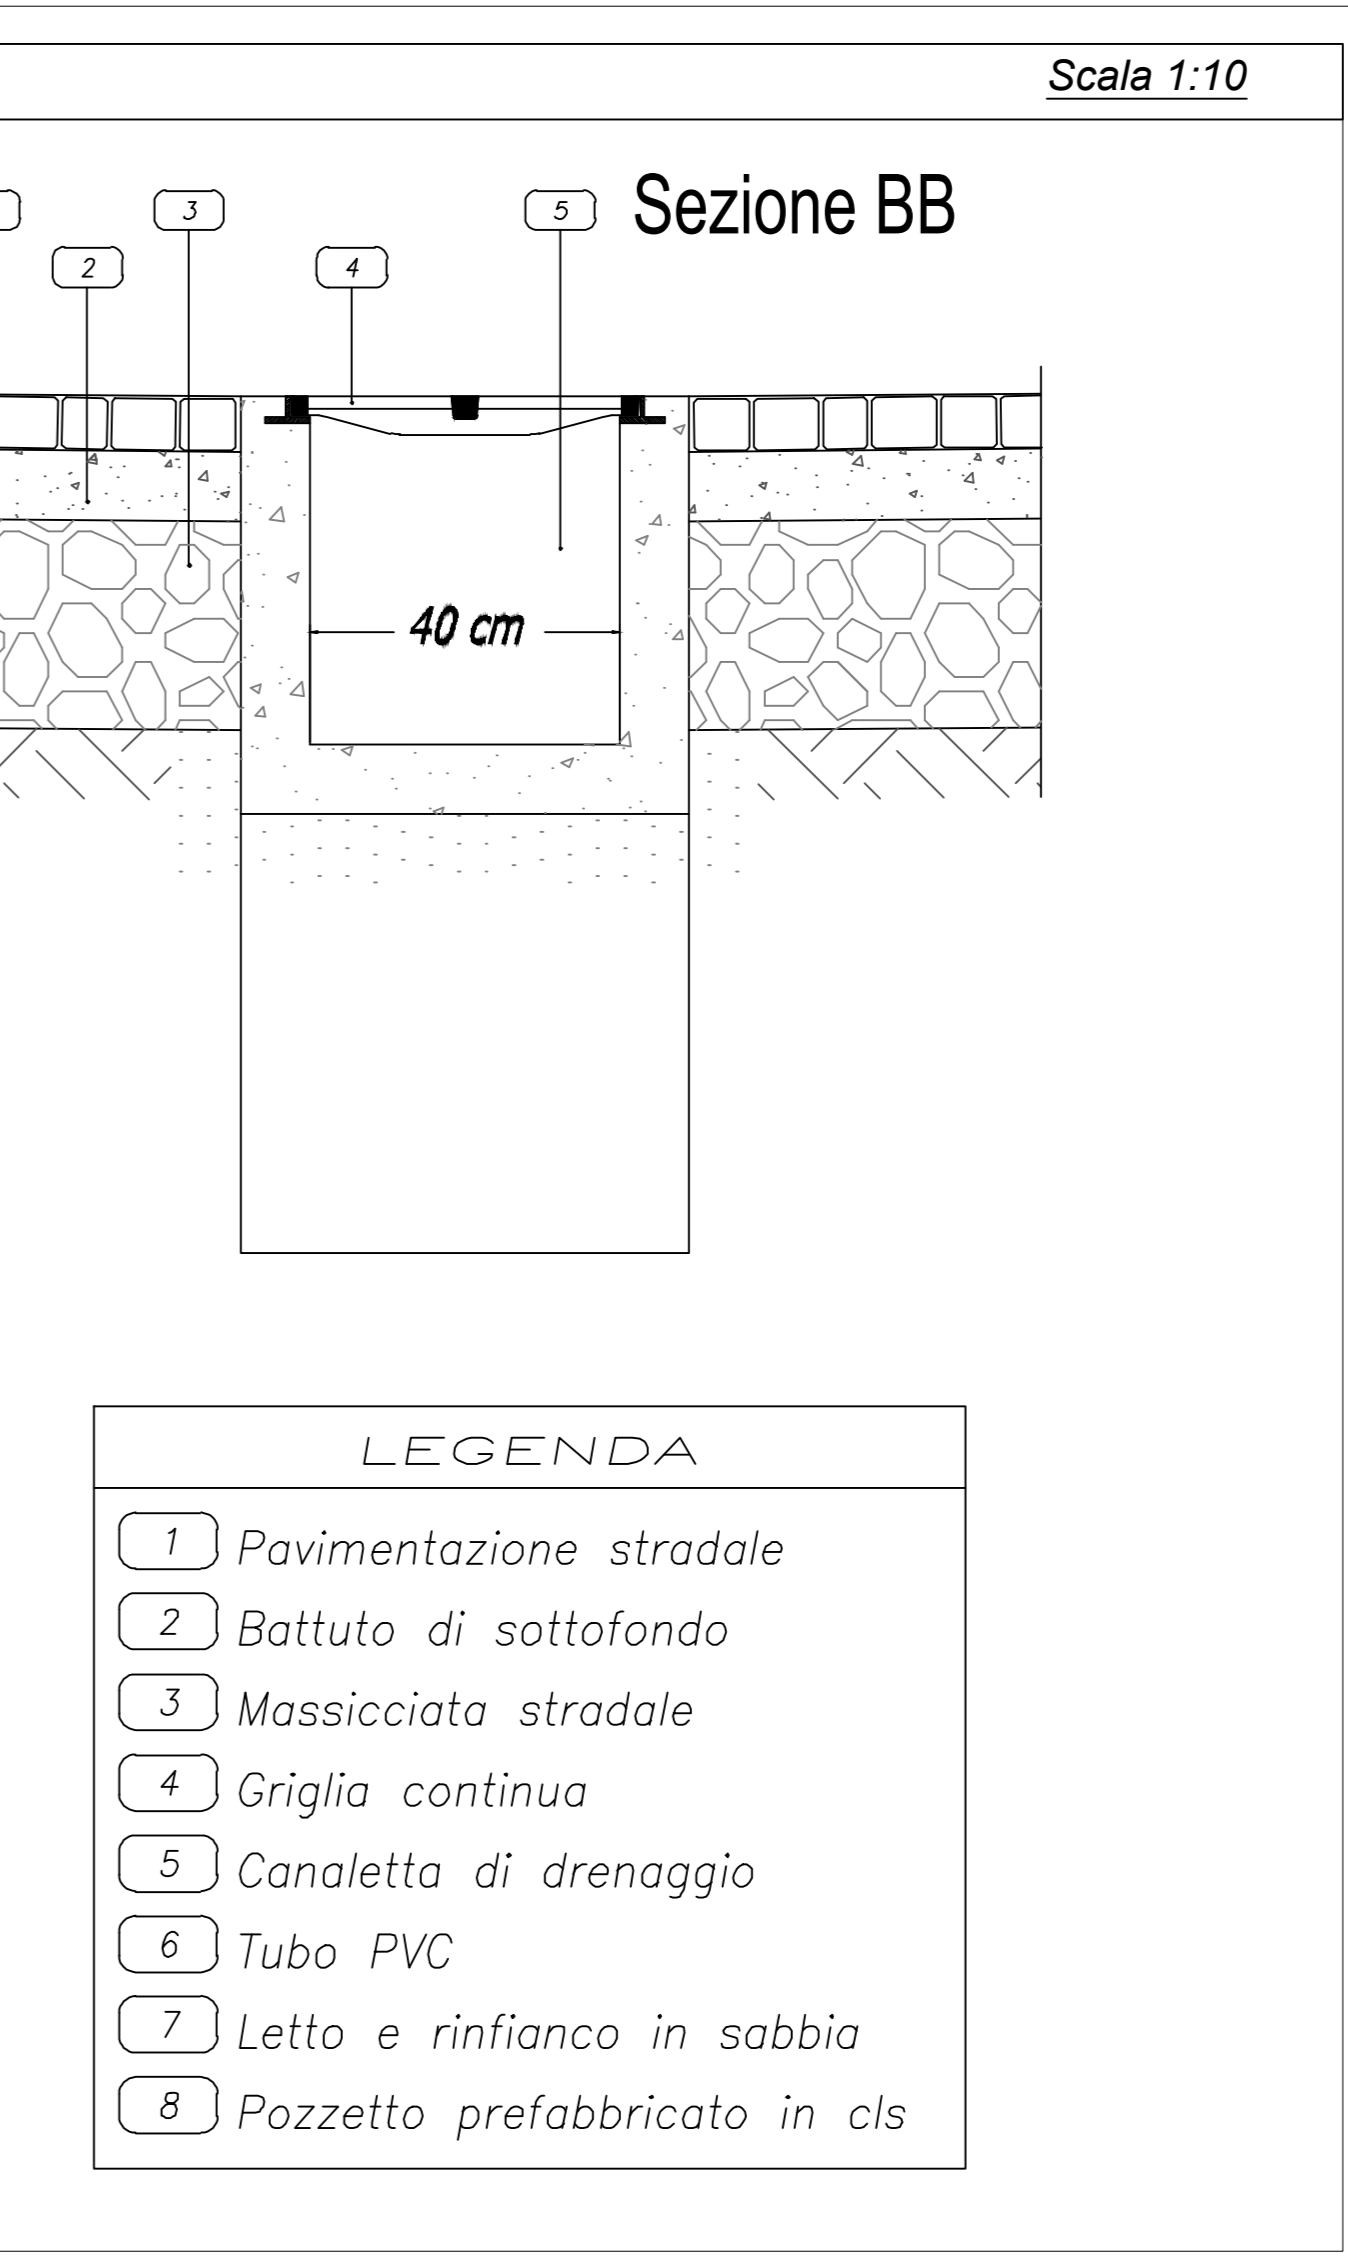 Scala 1:10
Sezione BB
3
5
2
4
40 cm
LEGENDA
1 Pavimentazione stradale
2 Battuto di sottofondo
3 Massicciata stradale
4 Griglia continua
5 Canaletta di drenaggio
6 Tubo PVC
7 Letto e rinfianco in sabbia
8 Pozzetto prefabbricato in cls